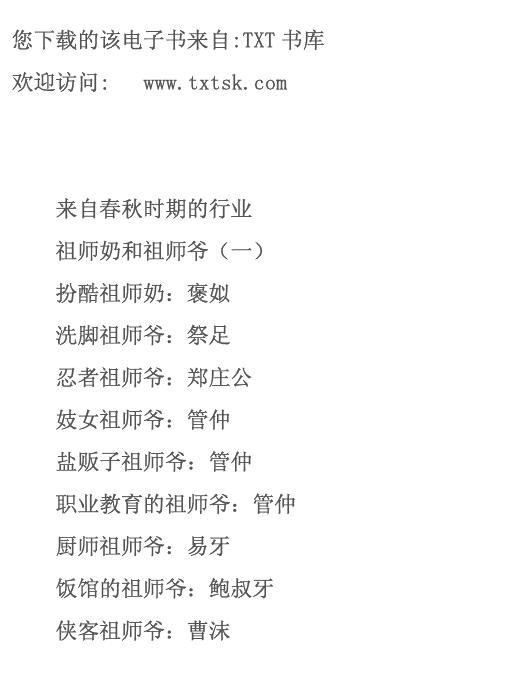 您下载的该电子书来自:TXT书库
欢迎访问: www.txtsk.com
来自春秋时期的行业
祖师奶和祖师爷（一）
扮酷祖师奶：褒姒
洗脚祖师爷：祭足
忍者祖师爷：郑庄公
妓女祖师爷：管仲
盐贩子祖师爷：管仲
职业教育的祖师爷：管仲
厨师祖师爷：易牙
饭馆的祖师爷：鲍叔牙
侠客祖师爷：曹沫